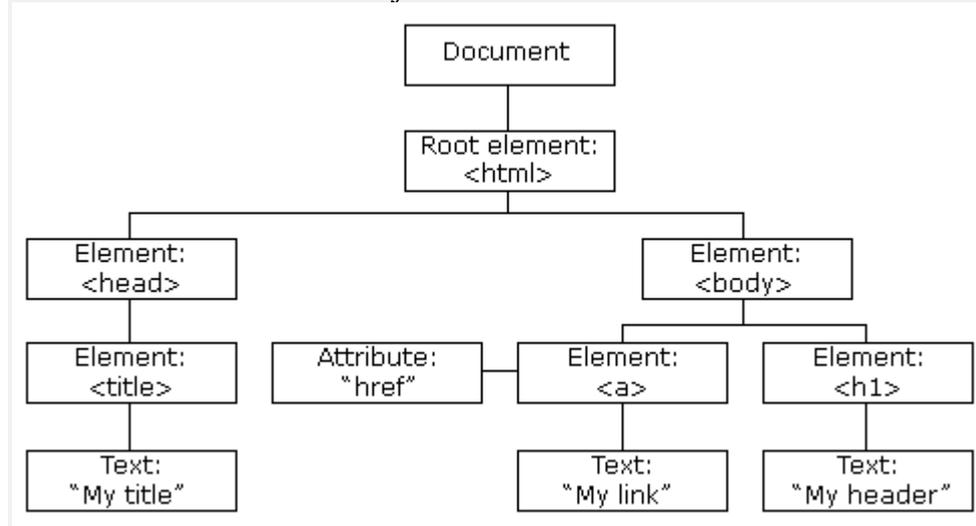 Document
Root element:
<html>
Element:
<head>
Element:
<body>
Element:
<title>
Attribute:
“href”
Element:
<a>
Element:
<h1>
Text:
“My title”
Text:
“My link”
Text:
“My header”